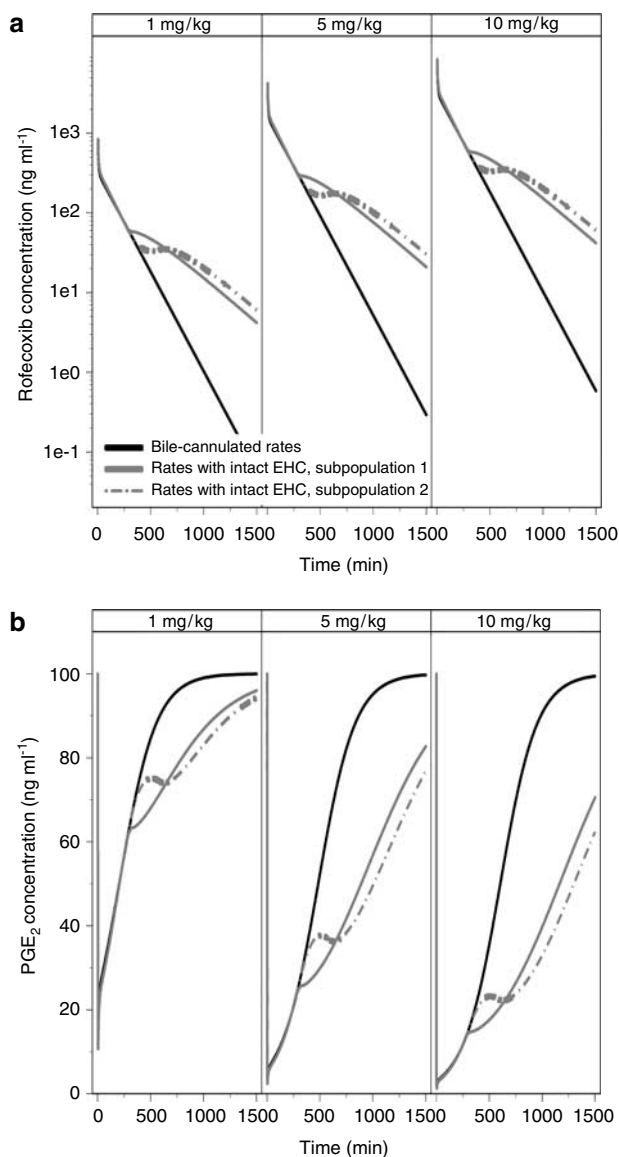 a
1 mg/kg 5 mg/kg 10 mg/kg
Rofecoxib concentration (ng ml-1)
1e3
1e2
1e1
1e0
1e-1
Bile-cannulated rates
Rates with intact EHC, subpopulation 1
Rates with intact EHC, subpopulation 2
0 500 1000 1500 500 1000 1500 500 1000 1500
Time (min)
b
1 mg/kg 5 mg/kg 10 mg/kg
PGE2 concentration (ng ml-1)
100
80
60
40
20
0
0 500 1000 1500 500 1000 1500 500 1000 1500
Time (min)